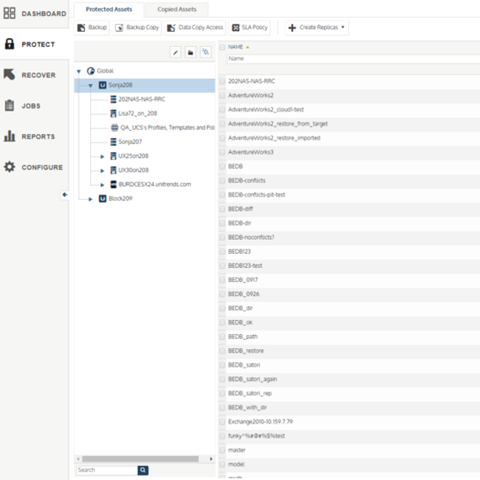 DASHBOARD
PROTECT
RECOVER
JOBS
REPORTS
CONFIGURE
Protected Assets
Copied Assets
Backup
Backup Copy
Data Copy Access
SLA Policy
Create Replicas
Global
Sonja208
202NAS-NAS-RRC
Lisa72_on_208
QA_UCS's Profiles, Templates and Pol
Sonja207
UX25on208
UX30on208
BURDCESX24.unitrends.com
Block209
Search
NAME
Name
202NAS-NAS-RRC
AdventureWorks2
AdventureWorks2_cloud1-test
AdventureWorks2_restore_from_target
AdventureWorks2_restore_imported
AdventureWorks3
BEDB
BEDB-conflicts
BEDB-conflicts-pit-test
BEDB-diff
BEDB-dir
BEDB-noconflicts?
BEDB123
BEDB123-test
BEDB_0917
BEDB_0926
BEDB_dir
BEDB_ok
BEDB_path
BEDB_restore
BEDB_satori
BEDB_satori_again
BEDB_satori_rep
BEDB_with_dir
Exchange2010-10.159.7.79
master
model